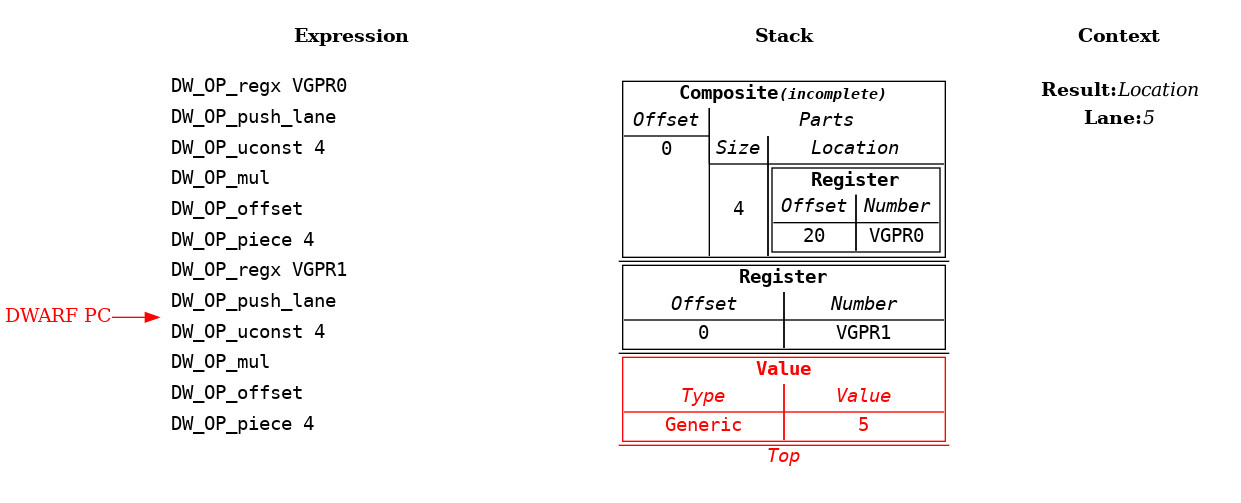 Expression Stack Context
DW_OP_regx VGPR0
DW_OP_push_lane
DW_OP_uconst 4
DW_OP_mul
DW_OP_offset
DW_OP_piece 4
DW_OP_regx VGPR1
DW_OP_push_lane
DWARF PC
DW_OP_uconst 4
DW_OP_mul
DW_OP_offset
DW_OP_piece 4
Composite(incomplete)
Offset Parts
0 Size Location
Register
4 Offset Number
20 VGPR0
Register
Offset Number
0 VGPR1
Value
Type Value
Generic 5
Top
Result:Location
Lane:5